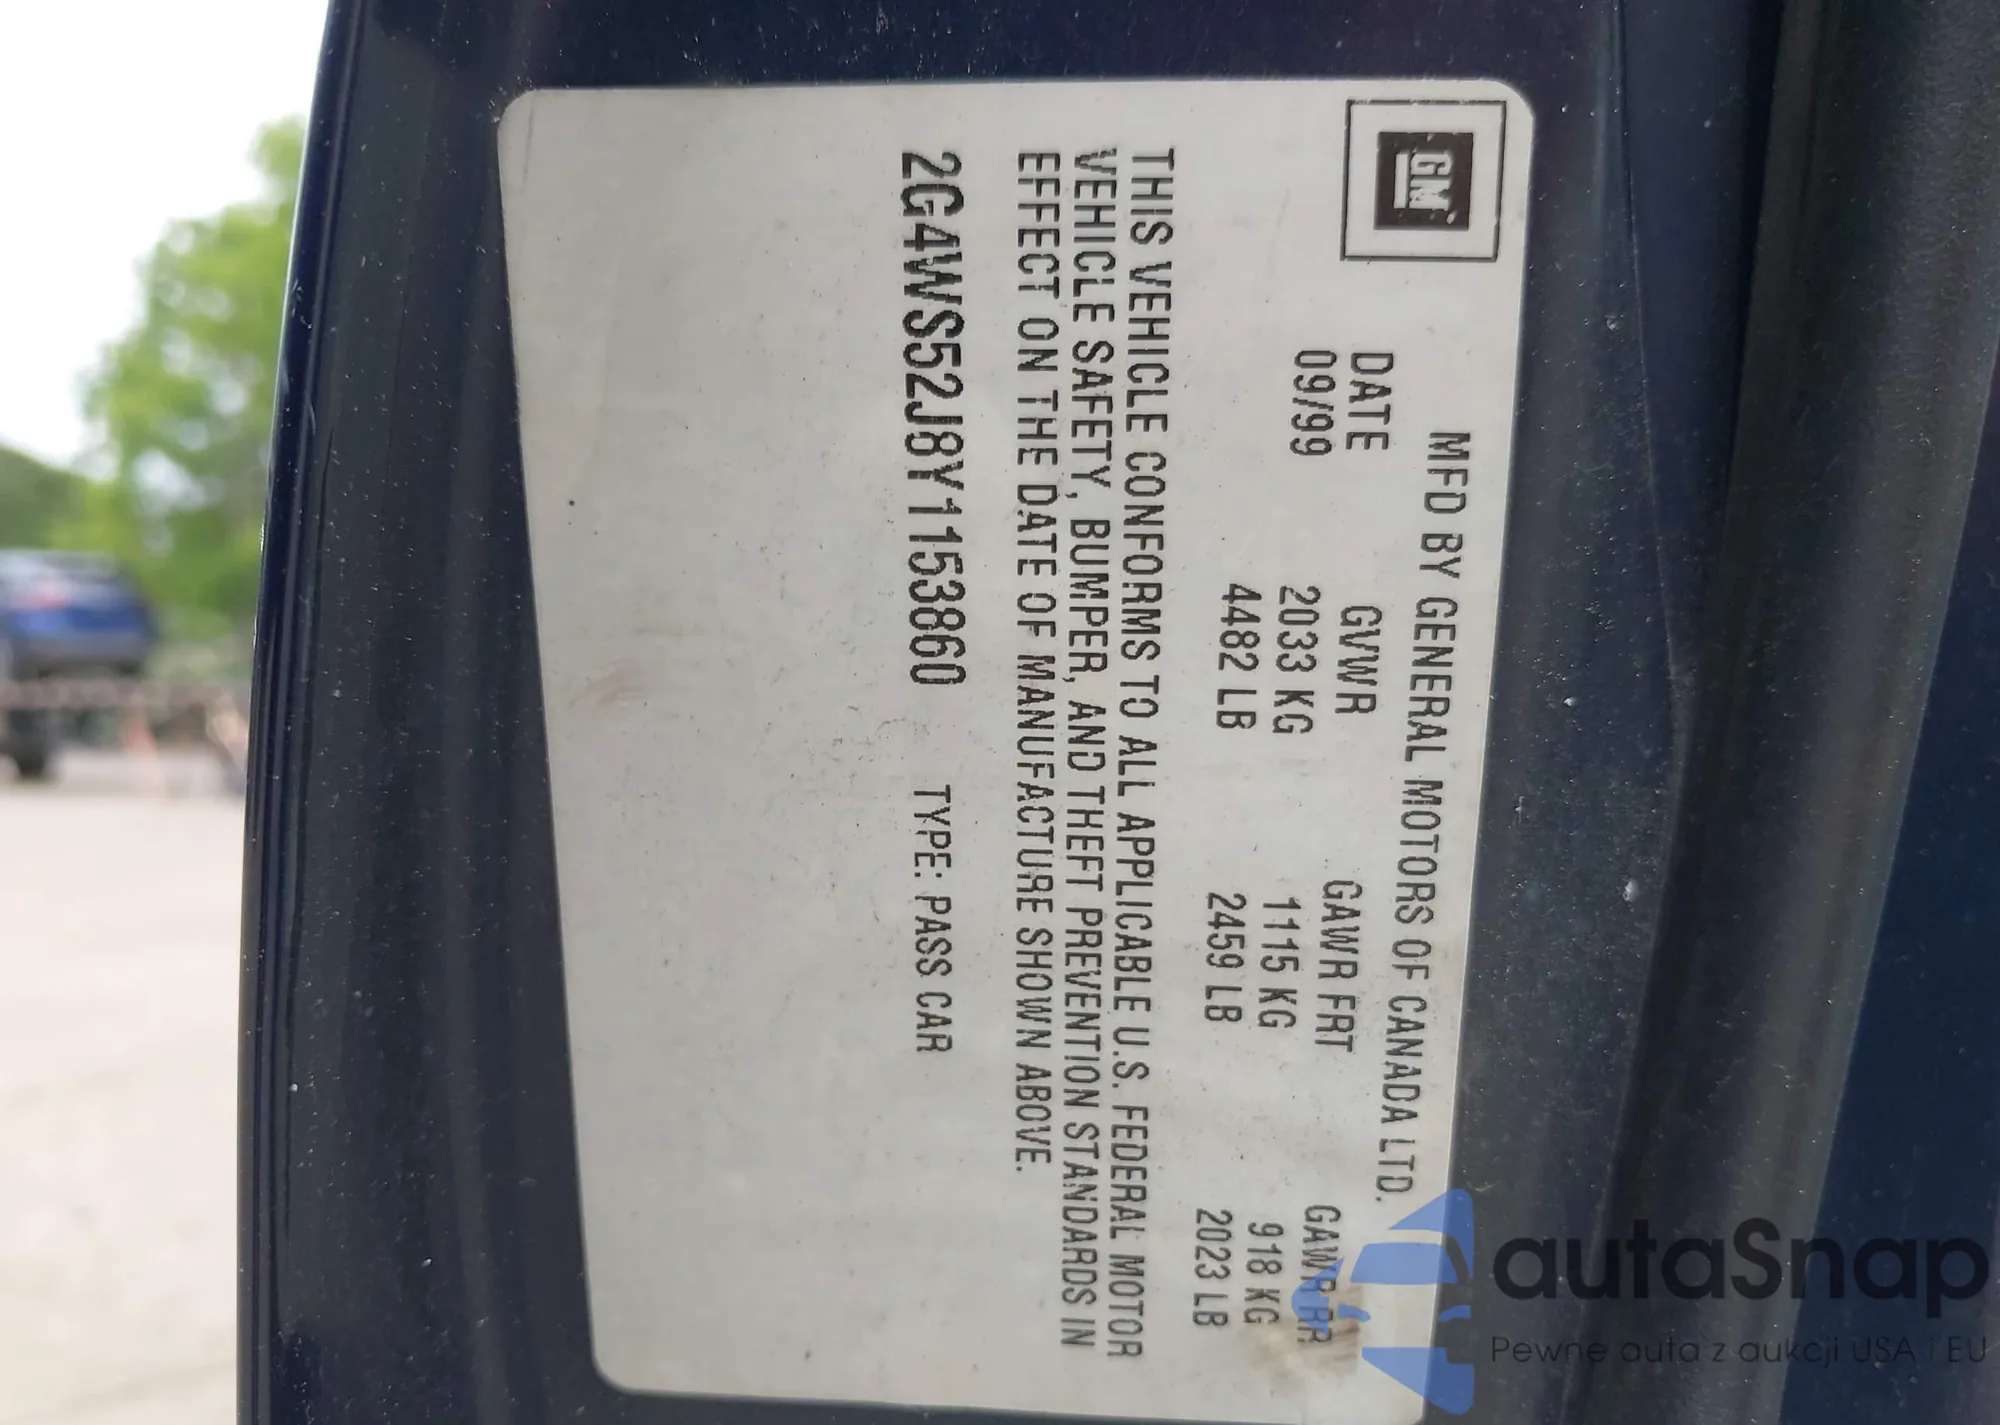 GM
MFD BY GENERAL MOTORS OF CANADA LTD.
DATE GVWR GAWR FRT GAWR RR
09/99 2033 KG 1115 KG 918 KG
4482 LB 2459 LB 2023 LB
THIS VEHICLE CONFORMS TO ALL APPLICABLE U.S. FEDERAL MOTOR
VEHICLE SAFETY, BUMPER, AND THEFT PREVENTION STANDARDS IN
EFFECT ON THE DATE OF MANUFACTURE SHOWN ABOVE.
2G4WS52J8Y1153860 TYPE: PASS CAR
autaSnap
Pewne auta z aukcji USA i EU